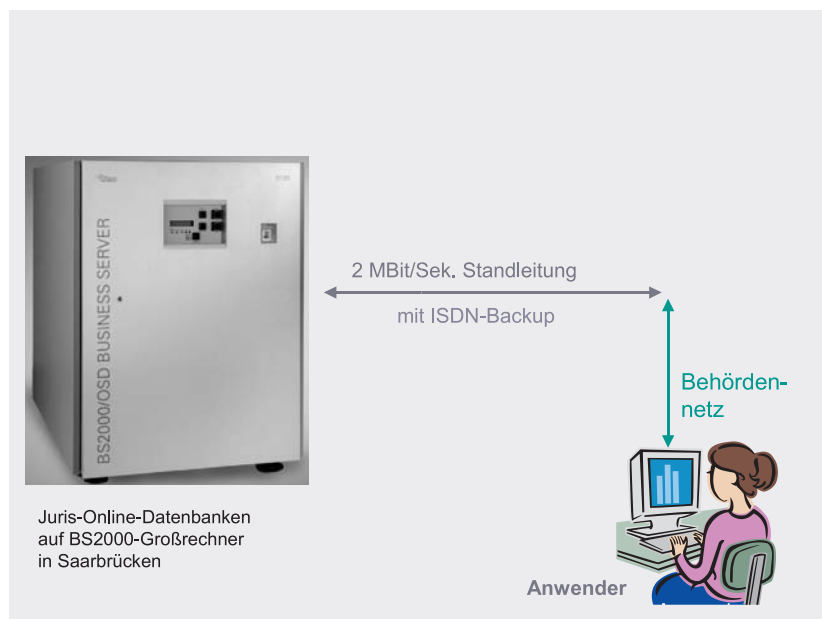 BS2000/OSD BUSINESS SERVER
2 MBit/Sek. Standleitung
mit ISDN-Backup
Behörden-
netz
Juris-Online-Datenbanken
auf BS2000-Großrechner
in Saarbrücken
Anwender